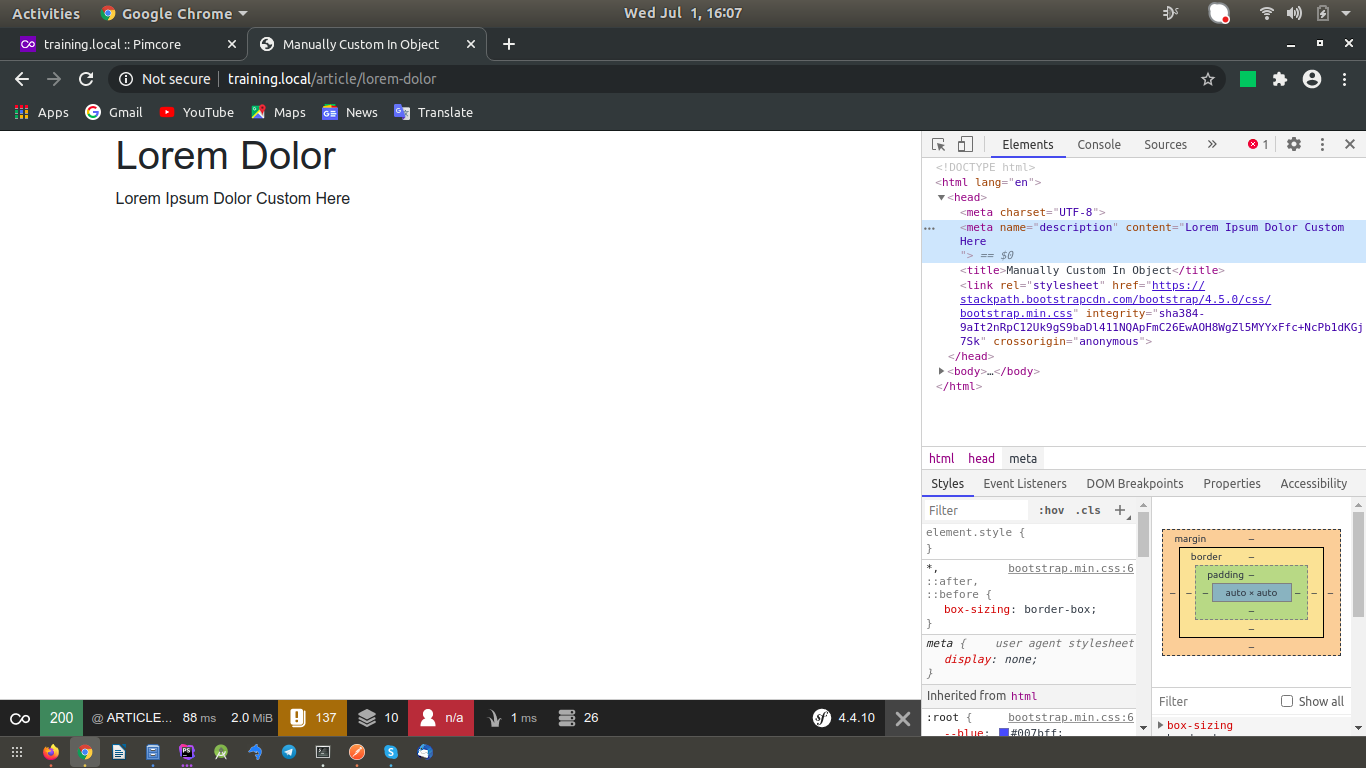 Activities Google Chrome Wed Jul 1, 16:07
training.local :: Pimcore Manually Custom In Object
Not secure training.local/article/lorem-dolor
Apps Gmail YouTube Maps News Translate
Lorem Dolor
Lorem Ipsum Dolor Custom Here
Elements Console Sources » 1
<!DOCTYPE html>
<html lang="en">
<head>
<meta charset="UTF-8">
<meta name="description" content="Lorem Ipsum Dolor Custom
Here
"> == $0
<title>Manually Custom In Object</title>
<link rel="stylesheet" href="https://
stackpath.bootstrapcdn.com/bootstrap/4.5.0/css/
bootstrap.min.css" integrity="sha384-
9aIt2nRpC12Uk9gS9baDl411NQApFmC26EwAOH8WgZl5MYYxFfc+NcPb1dKGj
7Sk" crossorigin="anonymous">
</head>
<body>…</body>
</html>
html head meta
Styles Event Listeners DOM Breakpoints Properties Accessibility
Filter :hov .cls +
element.style {
}
*, bootstrap.min.css:6
::after,
::before {
box-sizing: border-box;
}
meta { user agent stylesheet
display: none;
}
Inherited from html
:root { bootstrap.min.css:6
--blue: #007bff;
margin –
border –
padding –
– – – auto × auto – – –
–
–
–
Filter Show all
box-sizing
200 @ ARTICLE... 88 ms 2.0 MiB 137 10 n/a 1 ms 26 4.4.10